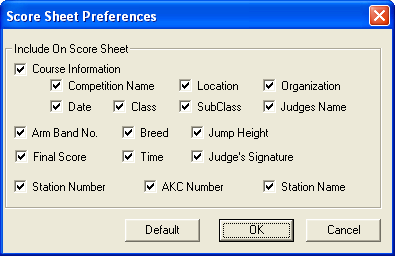 Score Sheet Preferences
Include On Score Sheet
Course Information
Competition Name Location Organization
Date Class SubClass Judges Name
Arm Band No. Breed Jump Height
Final Score Time Judge's Signature
Station Number AKC Number Station Name
Default OK Cancel